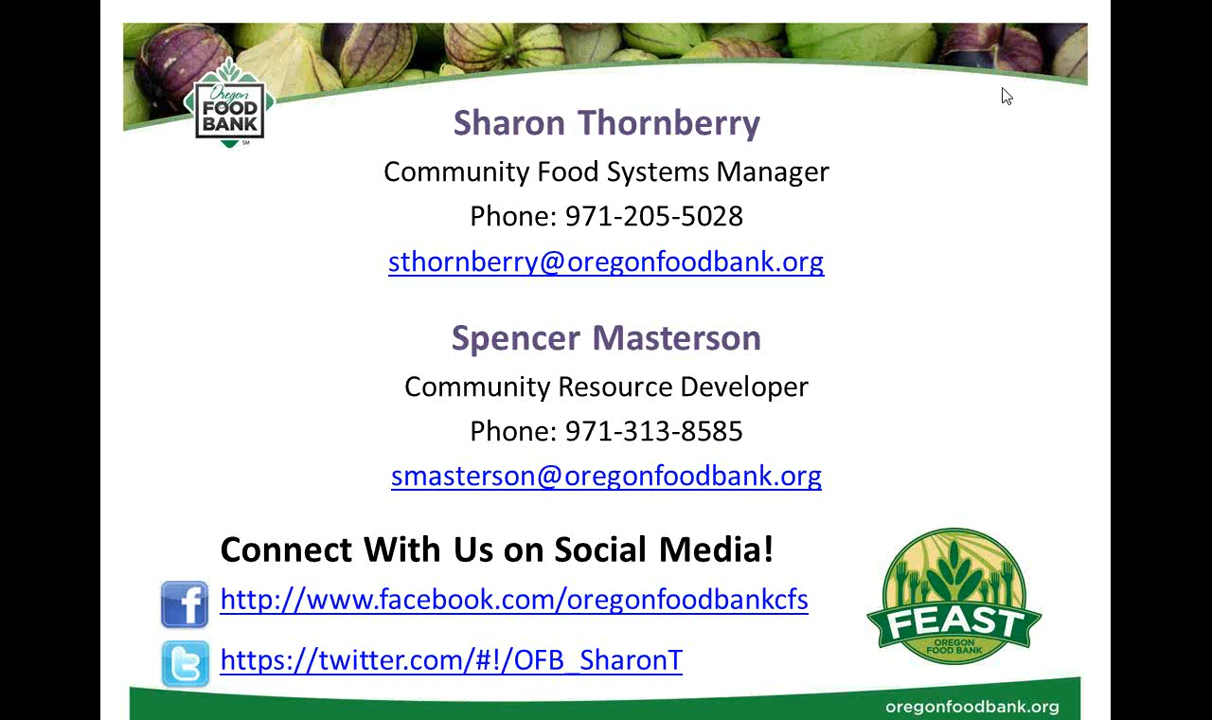 Oregon
FOOD
BANK
SM
Sharon Thornberry
Community Food Systems Manager
Phone: 971-205-5028
sthornberry@oregonfoodbank.org
Spencer Masterson
Community Resource Developer
Phone: 971-313-8585
smasterson@oregonfoodbank.org
Connect With Us on Social Media!
http://www.facebook.com/oregonfoodbankcfs
https://twitter.com/#!/OFB_SharonT
FEAST
OREGON
FOOD BANK
oregonfoodbank.org